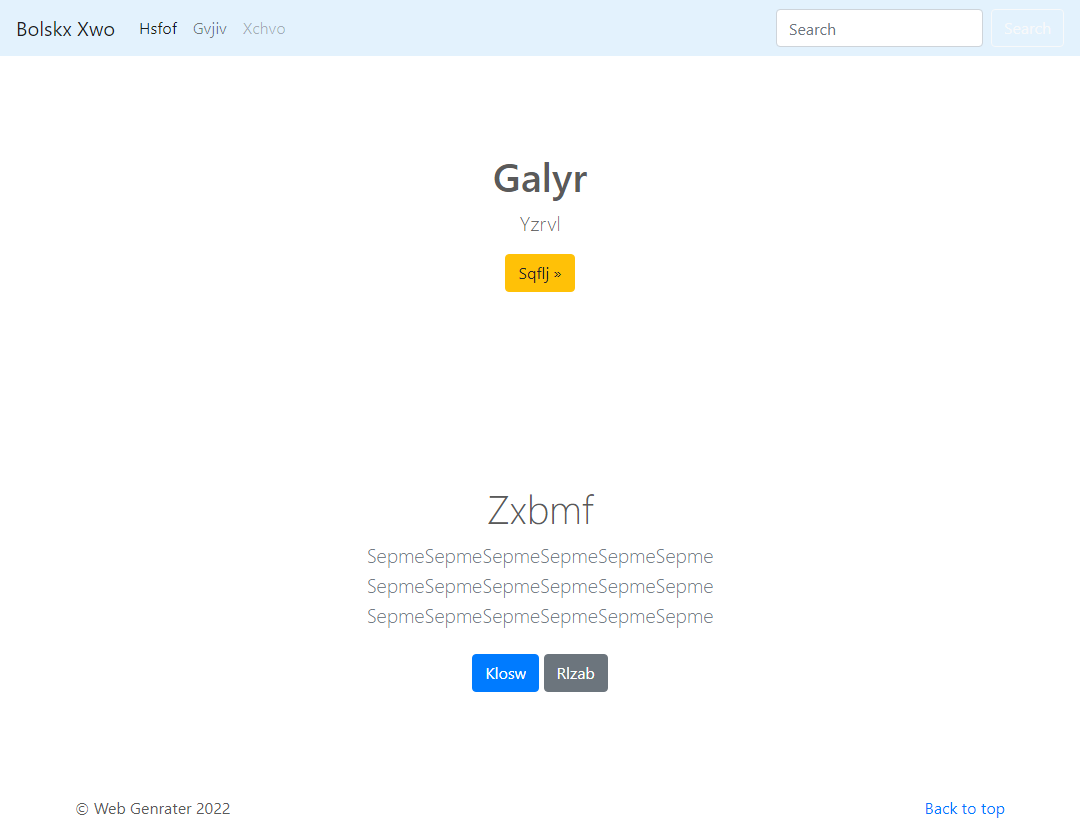 Bolskx Xwo Hsfof Gvjiv Xchvo Search Search
Galyr
Yzrvl
Sqflj »
Zxbmf
SepmeSepmeSepmeSepmeSepmeSepme
SepmeSepmeSepmeSepmeSepmeSepme
SepmeSepmeSepmeSepmeSepmeSepme
Klosw Rlzab
© Web Genrater 2022 Back to top